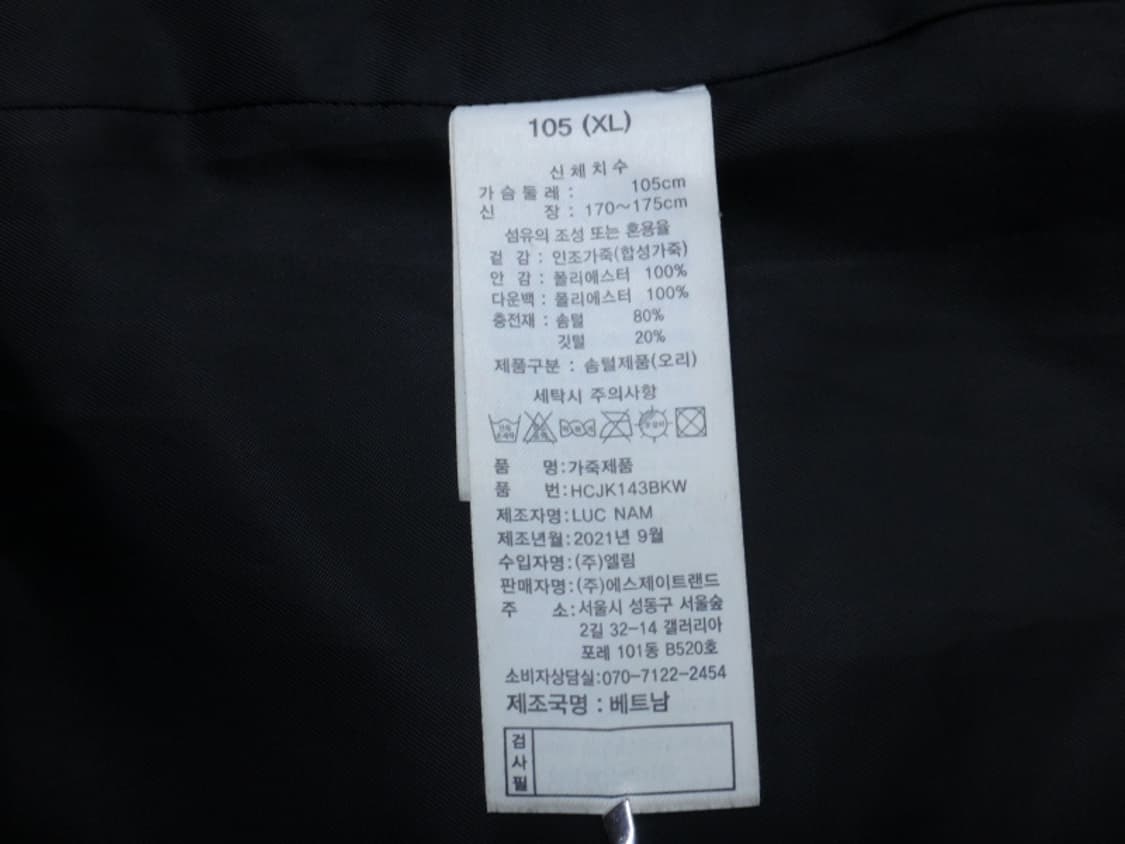 105 (XL)
신체치수
가슴둘레 : 105cm
신 장 : 170~175cm
섬유의 조성 또는 혼용율
겉 감 : 인조가죽(합성가죽)
안 감 : 폴리에스터 100%
다운백 : 폴리에스터 100%
충전재 : 솜털 80%
깃털 20%
제품구분 : 솜털제품(오리)
세탁시 주의사항
품 명:가죽제품
품 번:HCJK143BKW
제조자명:LUC NAM
제조년월:2021년 9월
수입자명:(주)엘림
판매자명:(주)에스제이트랜드
주 소:서울시 성동구 서울숲
2길 32-14 갤러리아
포레 101동 B520호
소비자상담실:070-7122-2454
제조국명 : 베트남
검
사
필